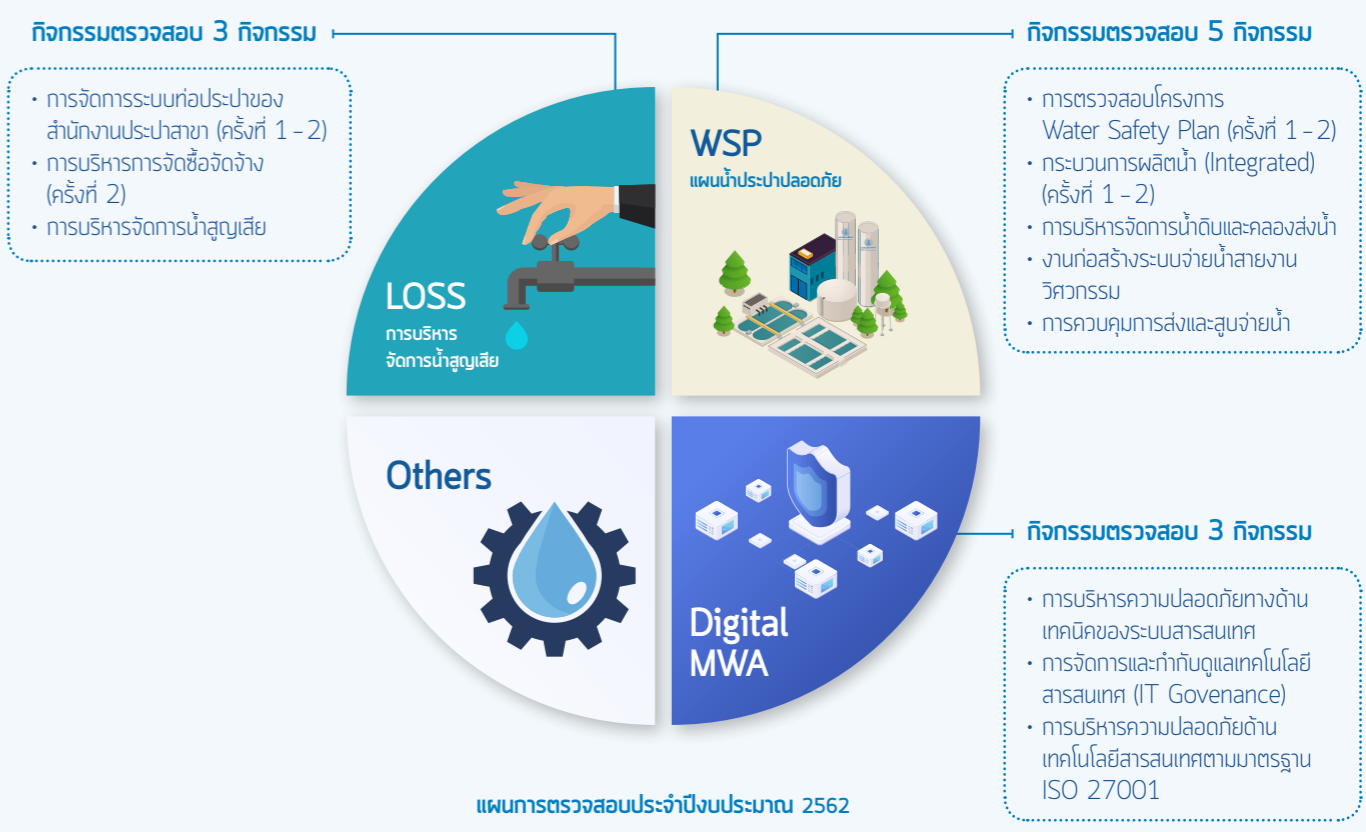 กิจกรรมตรวจสอบ 3 กิจกรรม
• การจัดการระบบท่อประปาของ
สำนักงานประปาสาขา (ครั้งที่ 1 - 2)
• การบริหารการจัดซื้อจัดจ้าง
(ครั้งที่ 2)
• การบริหารจัดการน้ำสูญเสีย
กิจกรรมตรวจสอบ 5 กิจกรรม
• การตรวจสอบโครงการ
Water Safety Plan (ครั้งที่ 1 - 2)
• กระบวนการผลิตน้ำ (Integrated)
(ครั้งที่ 1 - 2)
• การบริหารจัดการน้ำดิบและคลองส่งน้ำ
• งานก่อสร้างระบบจ่ายน้ำสายงาน
วิศวกรรม
• การควบคุมการส่งและสูบจ่ายน้ำ
LOSS
การบริหาร
จัดการน้ำสูญเสีย
WSP
แผนน้ำประปาปลอดภัย
Others
Digital
MWA
กิจกรรมตรวจสอบ 3 กิจกรรม
• การบริหารความปลอดภัยทางด้าน
เทคนิคของระบบสารสนเทศ
• การจัดการและกำกับดูแลเทคโนโลยี
สารสนเทศ (IT Govenance)
• การบริหารความปลอดภัยด้าน
เทคโนโลยีสารสนเทศตามมาตรฐาน
ISO 27001
แผนการตรวจสอบประจำปีงบประมาณ 2562